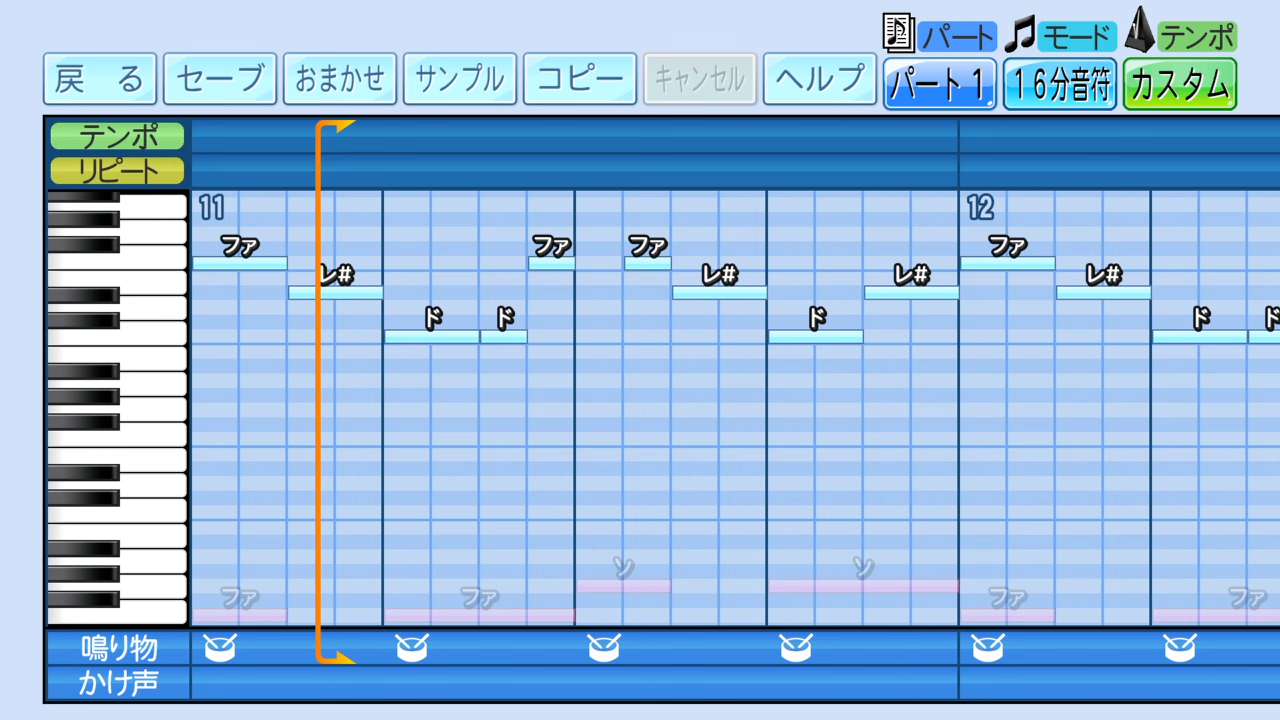 パート モード テンポ
戻る セーブ おまかせ サンプル コピー キャンセル ヘルプ パート1 16分音符 カスタム
テンポ
リピート
11 12
ファ ファ ファ ファ
レ# レ# レ# レ#
ド ド ド ド ド
ソ ソ
ファ ファ ファ ファ
鳴り物
かけ声